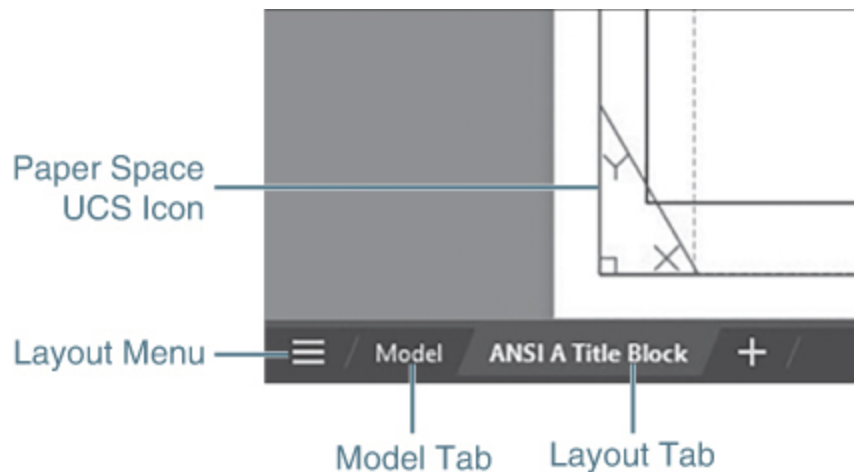 Paper Space
UCS Icon
Y
X
Layout Menu
Model
ANSI A Title Block
+
Model Tab
Layout Tab